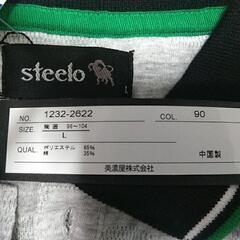 steelo
L
NO. 1232-2622 COL. 90
SIZE. 胸囲 96～104
L
QUAL. ポリエステル 65%
綿 35%
美濃屋株式会社 中国製